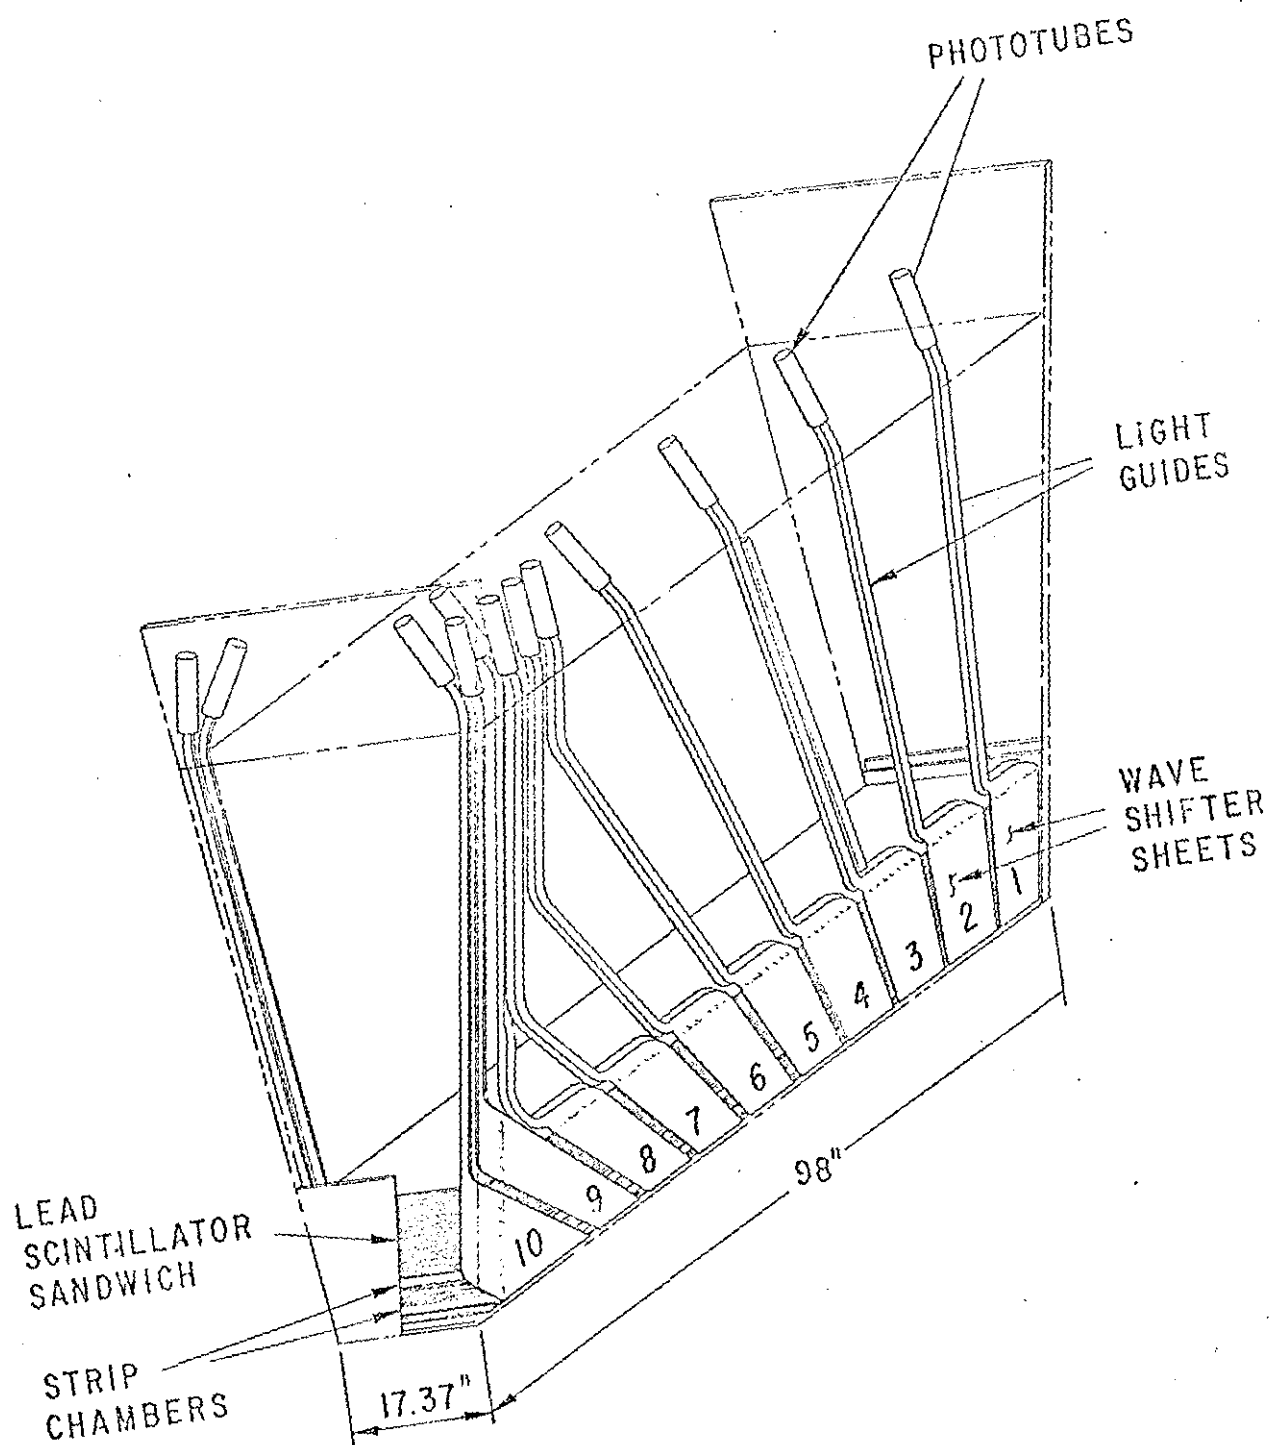 PHOTOTUBES
LIGHT
GUIDES
WAVE
SHIFTER
SHEETS
1
2
3
4
5
6
7
8
9
10
98"
LEAD
SCINTILLATOR
SANDWICH
STRIP
CHAMBERS
17.37"